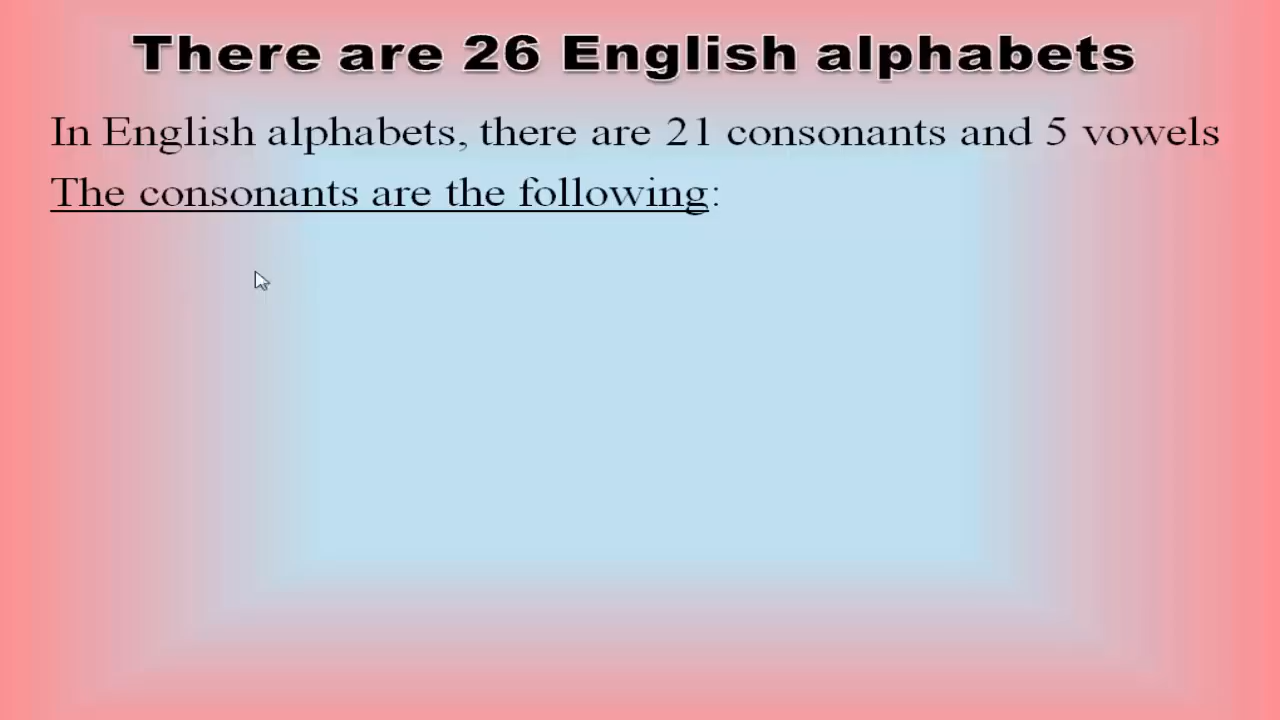 There are 26 English alphabets
In English alphabets, there are 21 consonants and 5 vowels
The consonants are the following: